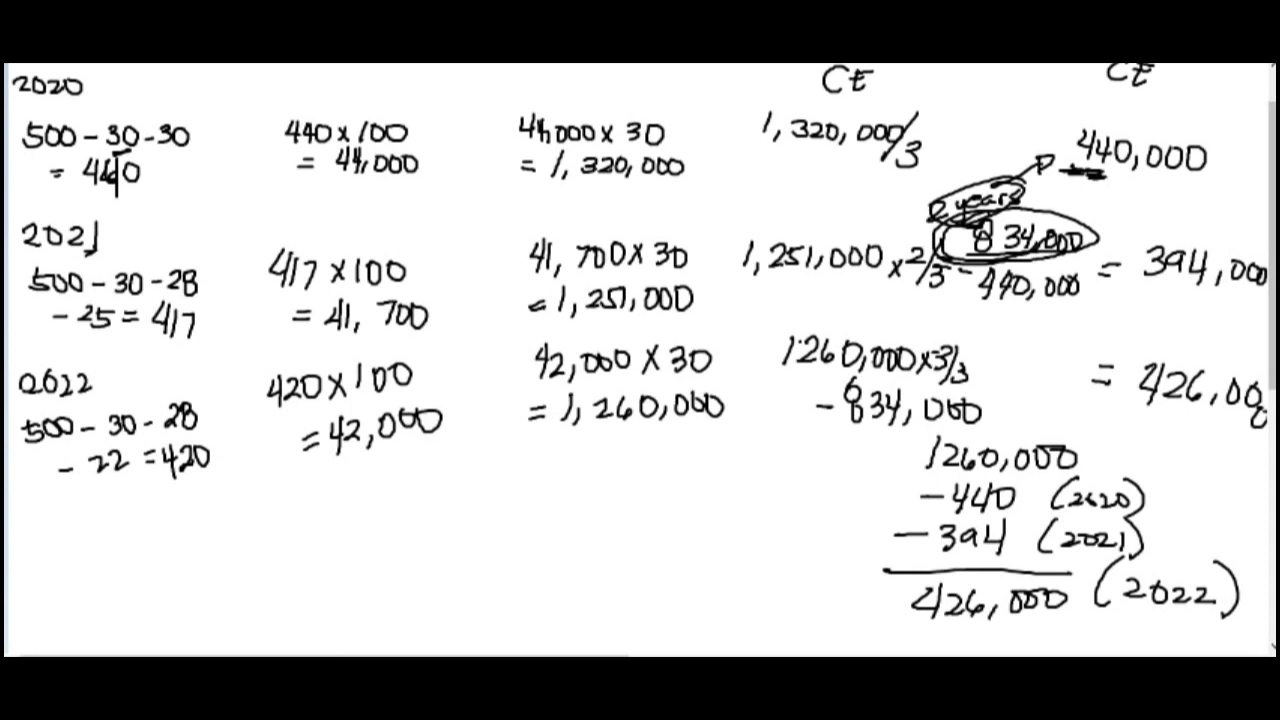 CE CE
2020
500 - 30 - 30 440 x 100 44,000 x 30 1,320,000/3 440,000
= 440 = 44,000 = 1,320,000
2 years
2021 834,000
500 - 30 - 28 417 x 100 41,700 x 30 1,251,000 x 2/3 - 440,000 = 394,000
- 25 = 417 = 41,700 = 1,251,000
2022 420 x 100 42,000 x 30 1260,000 x 3/3 = 426,000
500 - 30 - 28 = 42,000 = 1,260,000 - 834,000
- 22 = 420
1260,000
- 440 (2020)
- 394 (2021)
426,000 (2022)